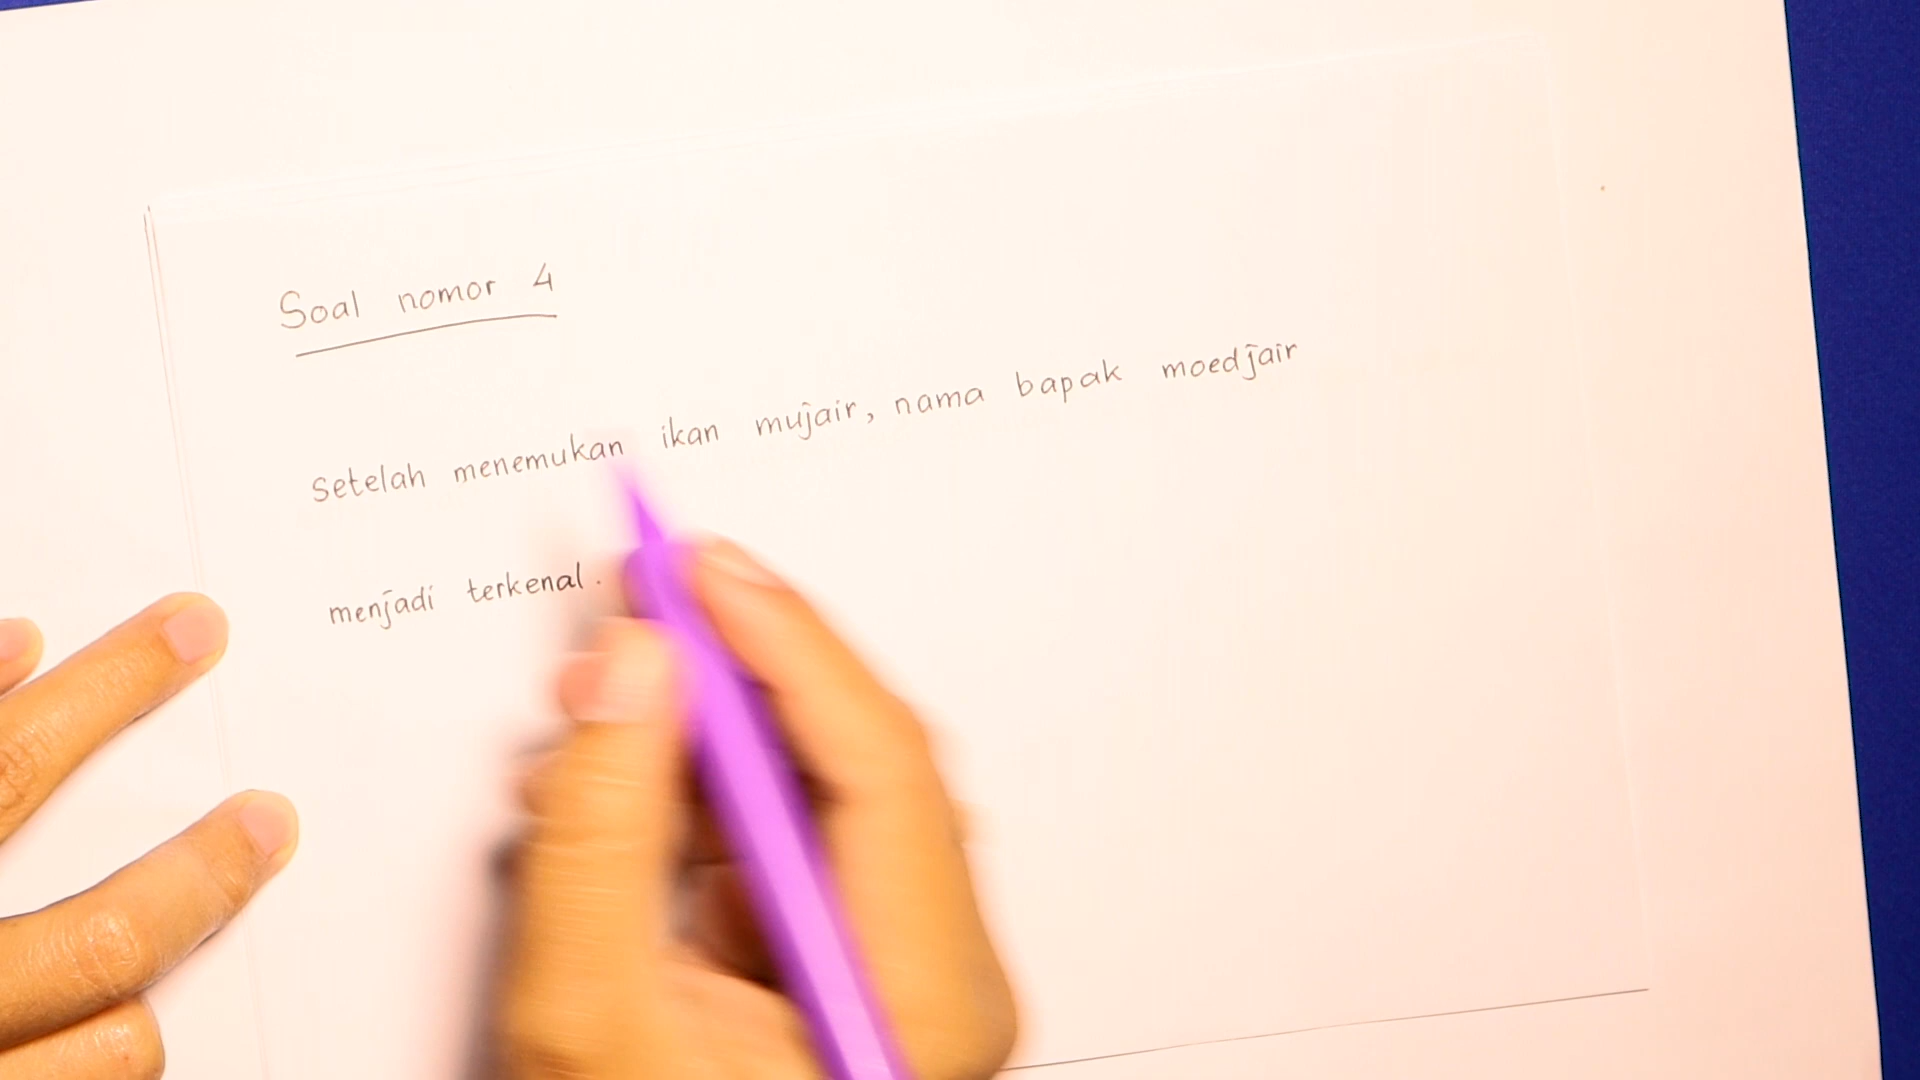 Soal nomor 4
Setelah menemukan ikan mujair, nama bapak moedjair
menjadi terkenal.